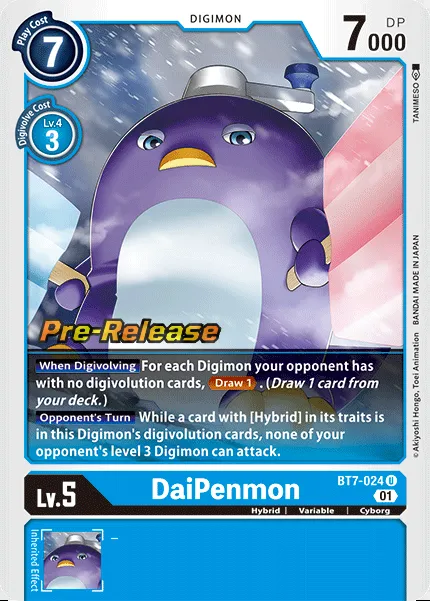 DIGIMON
Play Cost
7
7000
DP
Digivolve Cost
Lv.4
3
TANIMESO
© Akiyoshi Hongo, Toei Animation BANDAI MADE IN JAPAN
Pre-Release
When Digivolving For each Digimon your opponent has
with no digivolution cards, Draw 1 . (Draw 1 card from
your deck.)
Opponent's Turn While a card with [Hybrid] in its traits is
in this Digimon's digivolution cards, none of your
opponent's level 3 Digimon can attack.
Lv.5
DaiPenmon
BT7-024 U
01
Hybrid | Variable | Cyborg
Inherited Effect
–